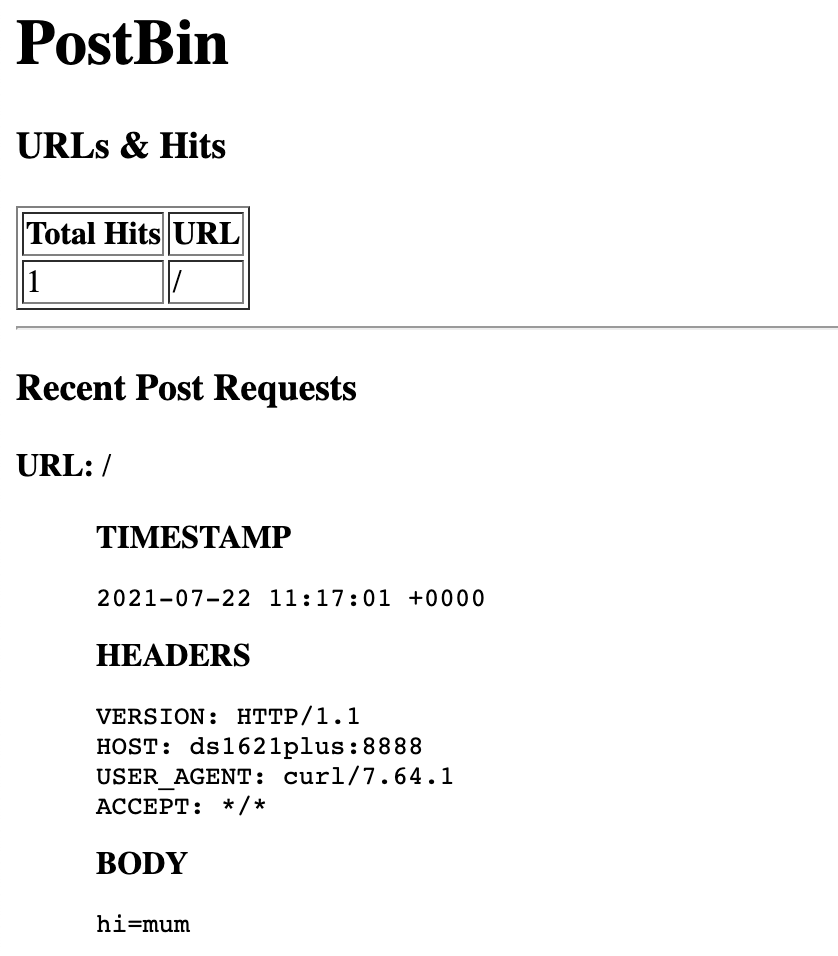 PostBin
URLs & Hits
Total Hits URL
1 /
Recent Post Requests
URL: /
TIMESTAMP
2021-07-22 11:17:01 +0000
HEADERS
VERSION: HTTP/1.1
HOST: ds1621plus:8888
USER_AGENT: curl/7.64.1
ACCEPT: */*
BODY
hi=mum